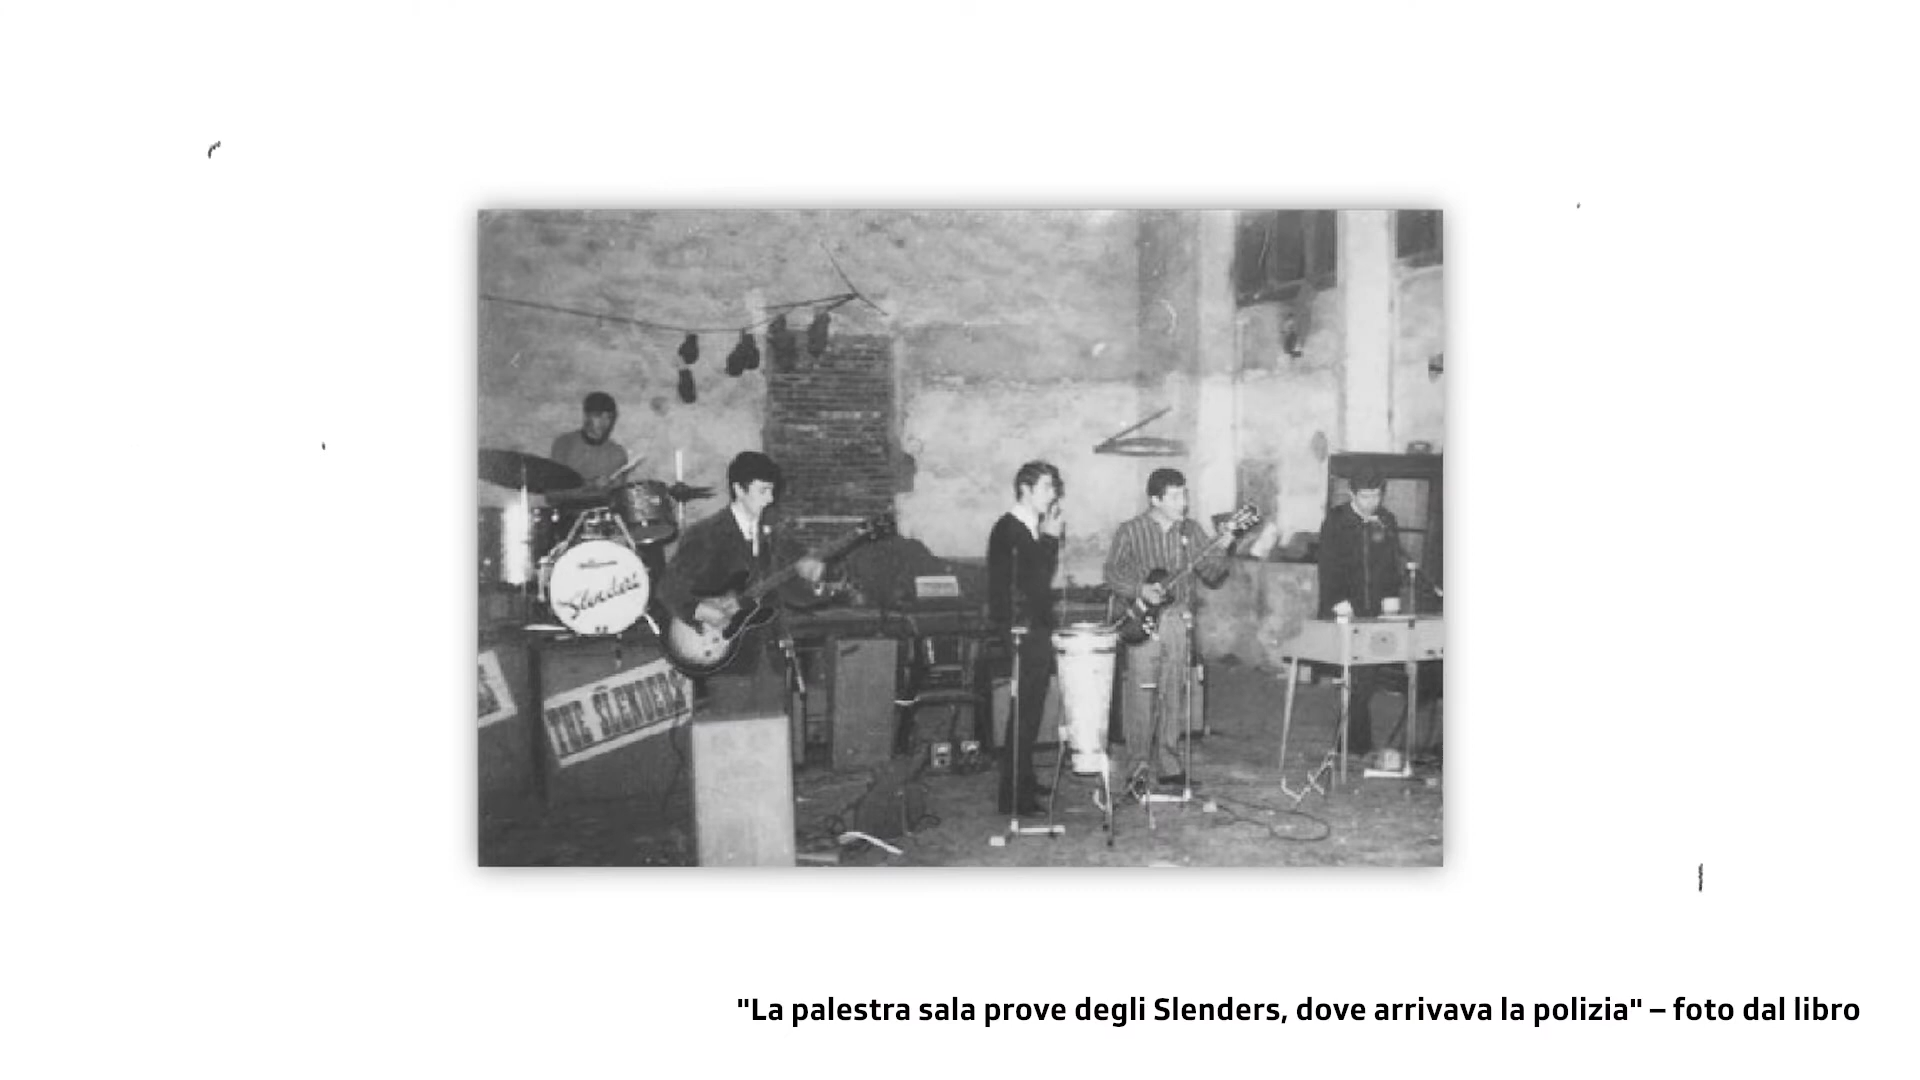 Slenders
THE SLENDERS
"La palestra sala prove degli Slenders, dove arrivava la polizia" – foto dal libro